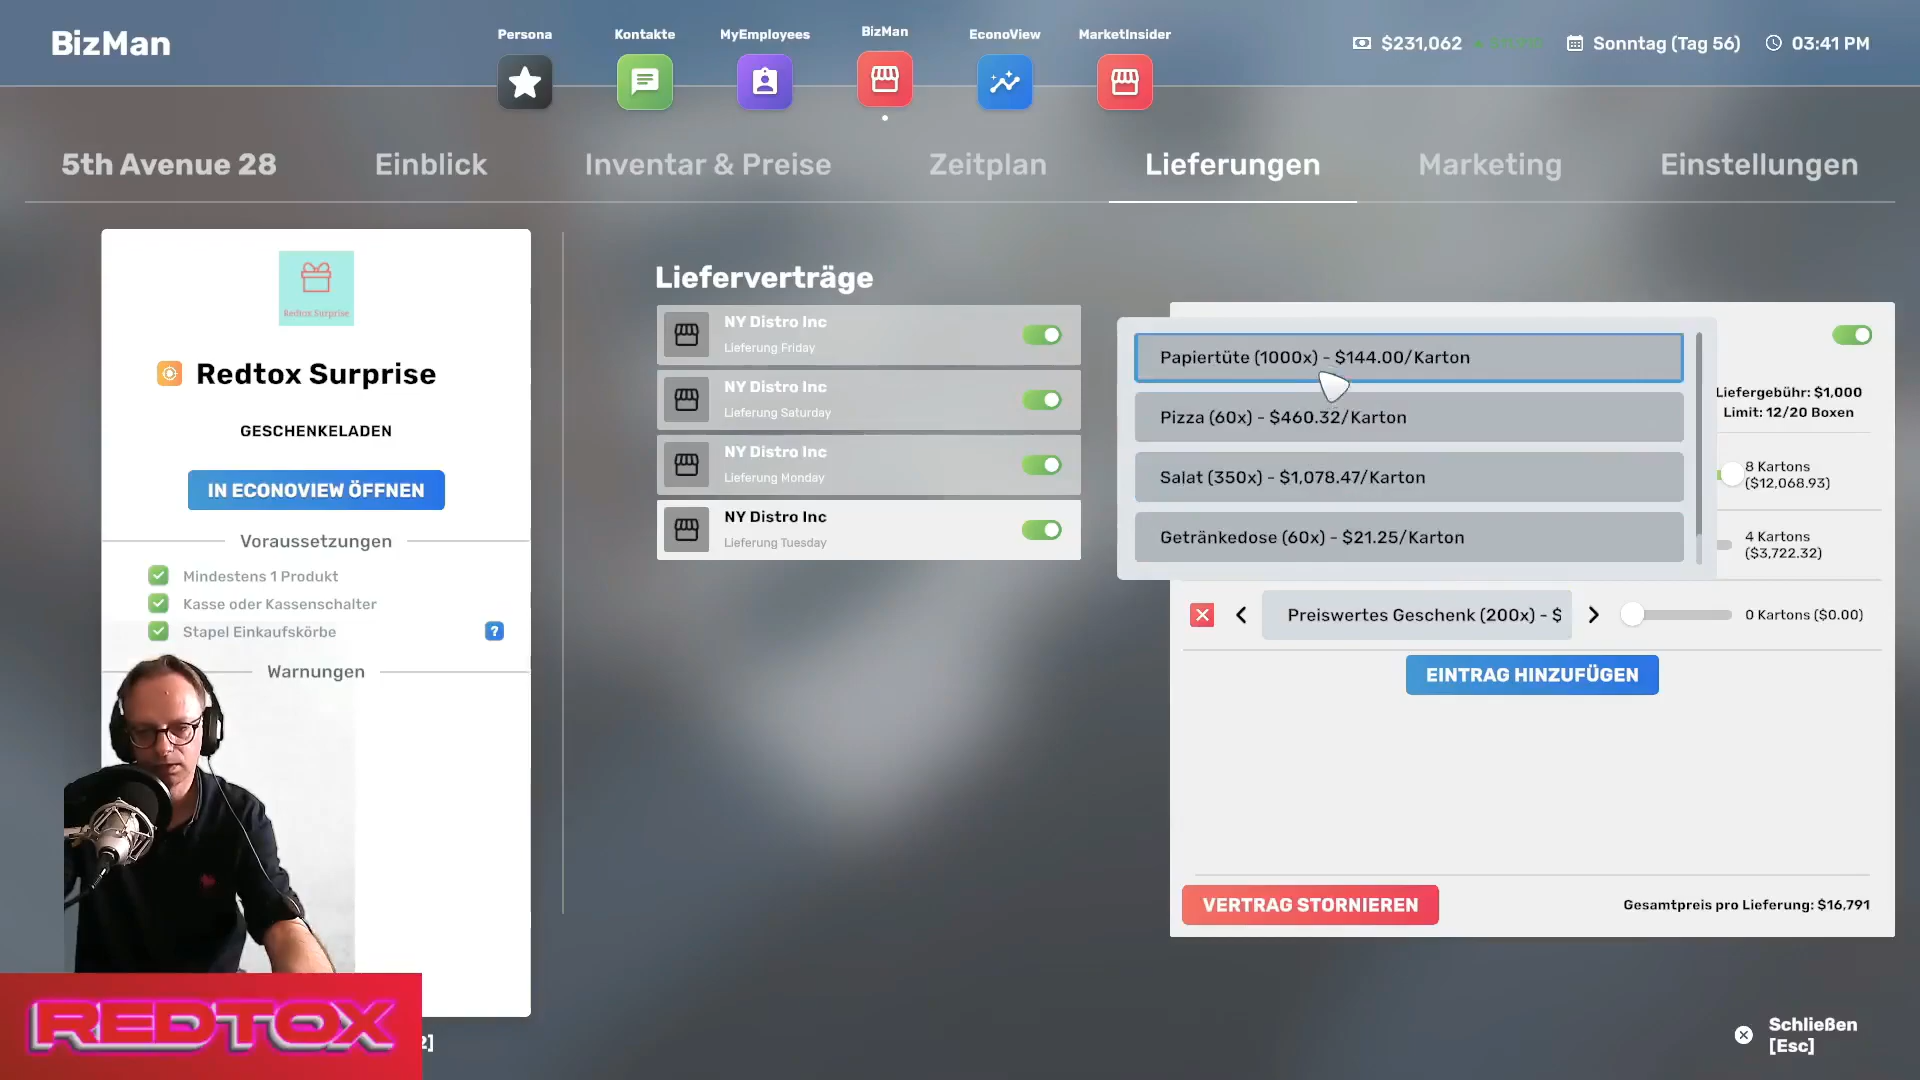 BizMan
Persona
Kontakte
MyEmployees
BizMan
EconoView
MarketInsider
$231,062
Sonntag (Tag 56)
03:41 PM
5th Avenue 28
Einblick
Inventar & Preise
Zeitplan
Lieferungen
Marketing
Einstellungen
Redtox Surprise
Redtox Surprise
GESCHENKELADEN
IN ECONOVIEW ÖFFNEN
Voraussetzungen
Mindestens 1 Produkt
Kasse oder Kassenschalter
Stapel Einkaufskörbe
?
Warnungen
Lieferverträge
NY Distro Inc
Lieferung Friday
NY Distro Inc
Lieferung Saturday
NY Distro Inc
Lieferung Monday
NY Distro Inc
Lieferung Tuesday
Papiertüte (1000x) - $144.00/Karton
Pizza (60x) - $460.32/Karton
Salat (350x) - $1,078.47/Karton
Getränkedose (60x) - $21.25/Karton
Liefergebühr: $1,000
Limit: 12/20 Boxen
8 Kartons
($12,068.93)
4 Kartons
($3,722.32)
Preiswertes Geschenk (200x) - $
0 Kartons ($0.00)
EINTRAG HINZUFÜGEN
VERTRAG STORNIEREN
Gesamtpreis pro Lieferung: $16,791
REDTOX
2]
Schließen
[Esc]